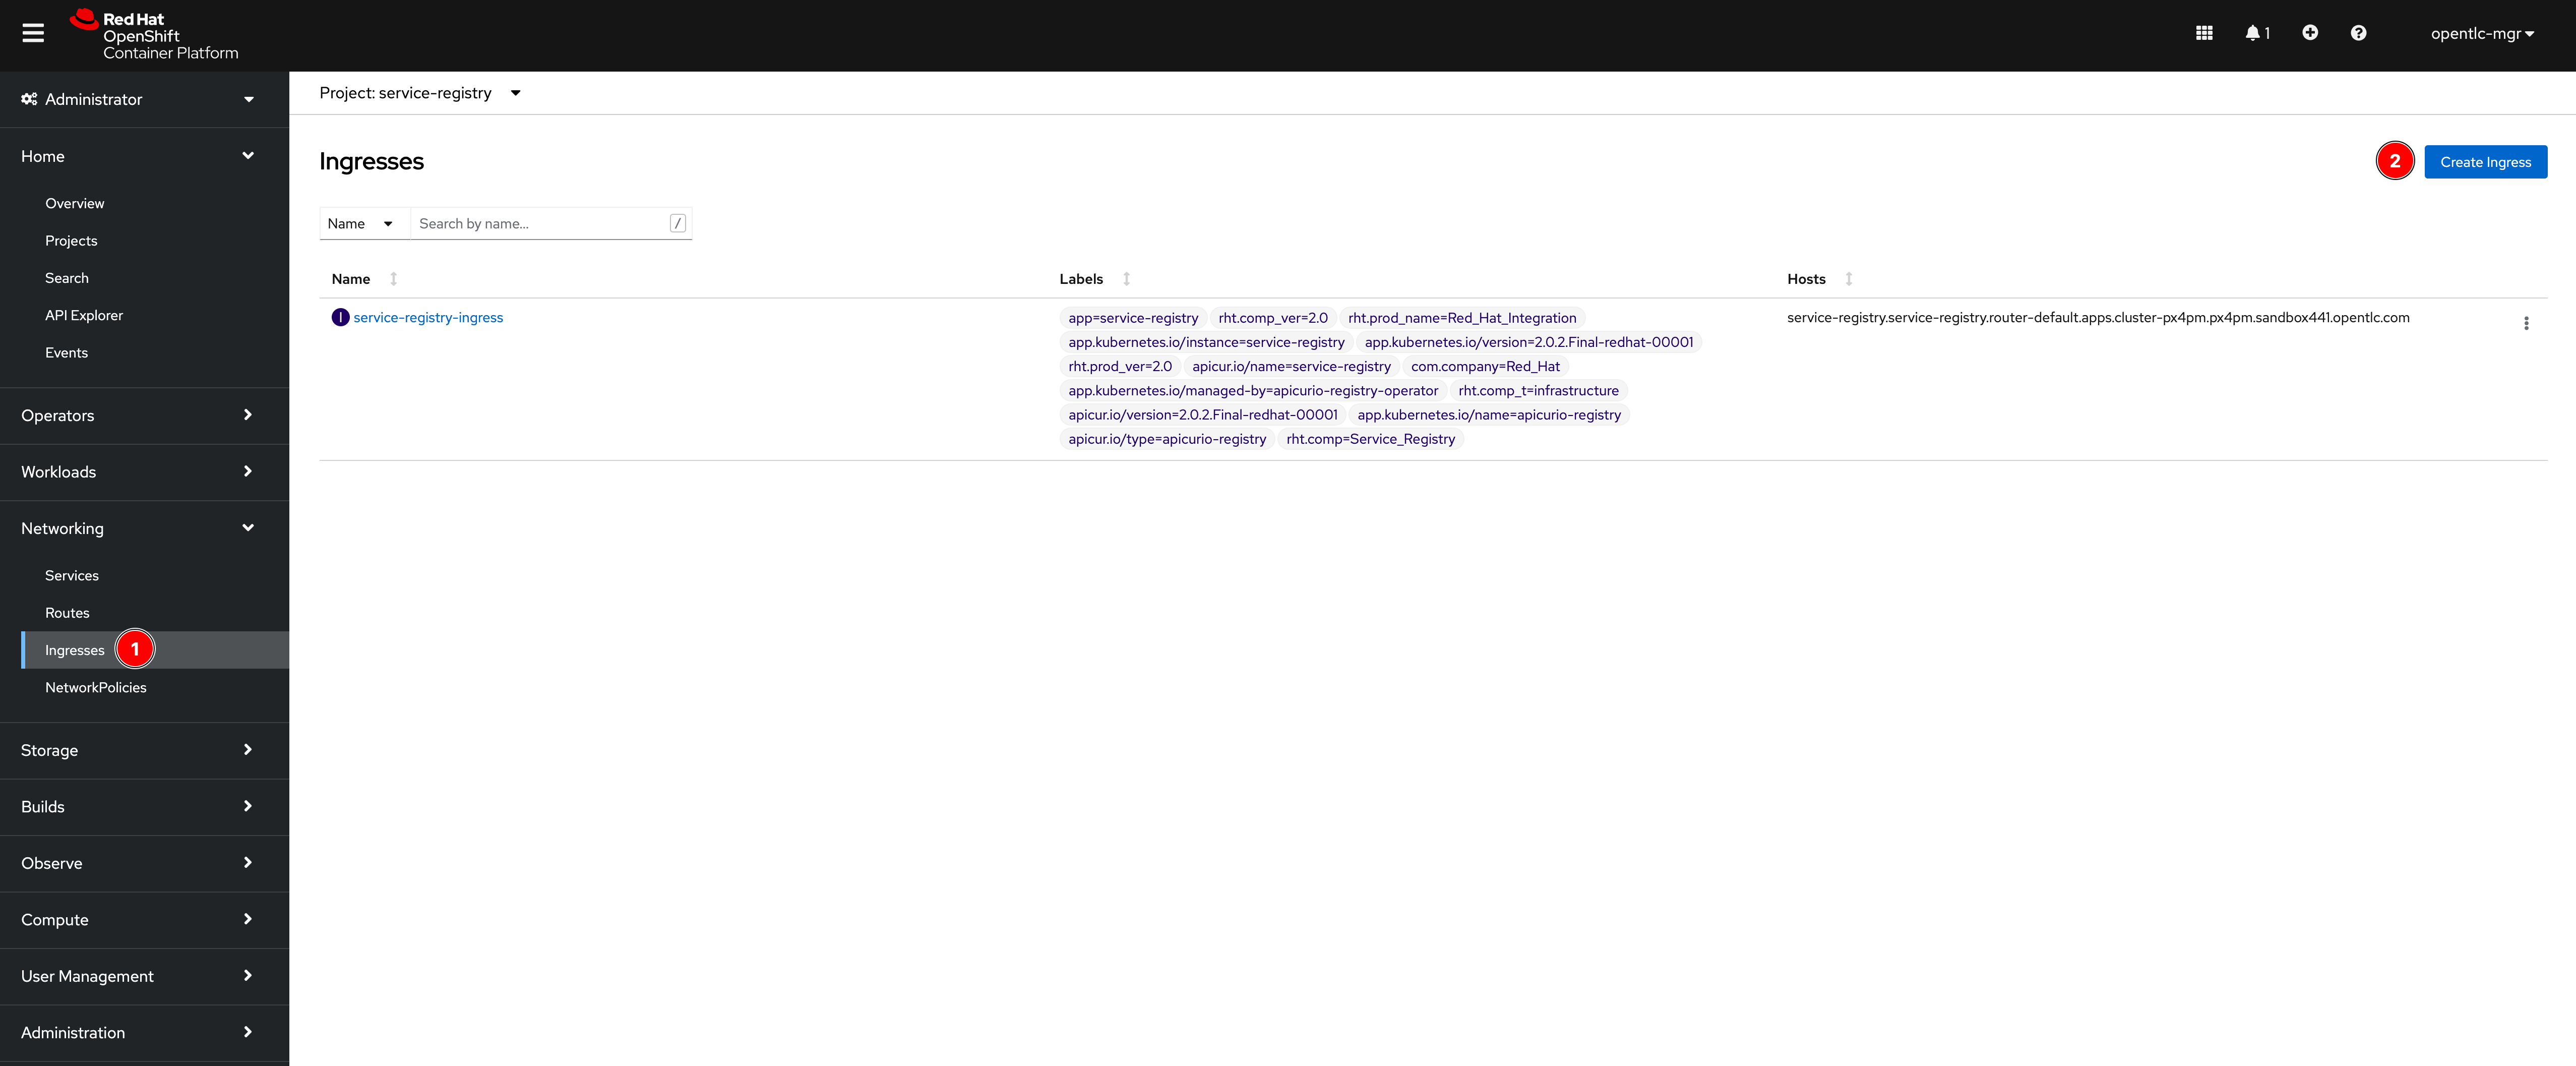 Red Hat
OpenShift
Container Platform
1
opentlc-mgr
Administrator
Home
Overview
Projects
Search
API Explorer
Events
Operators
Workloads
Networking
Services
Routes
Ingresses 1
NetworkPolicies
Storage
Builds
Observe
Compute
User Management
Administration
Project: service-registry
Ingresses
2 Create Ingress
Name Search by name... /
Name Labels Hosts
I service-registry-ingress
app=service-registry rht.comp_ver=2.0 rht.prod_name=Red_Hat_Integration
app.kubernetes.io/instance=service-registry app.kubernetes.io/version=2.0.2.Final-redhat-00001
rht.prod_ver=2.0 apicur.io/name=service-registry com.company=Red_Hat
app.kubernetes.io/managed-by=apicurio-registry-operator rht.comp_t=infrastructure
apicur.io/version=2.0.2.Final-redhat-00001 app.kubernetes.io/name=apicurio-registry
apicur.io/type=apicurio-registry rht.comp=Service_Registry
service-registry.service-registry.router-default.apps.cluster-px4pm.px4pm.sandbox441.opentlc.com